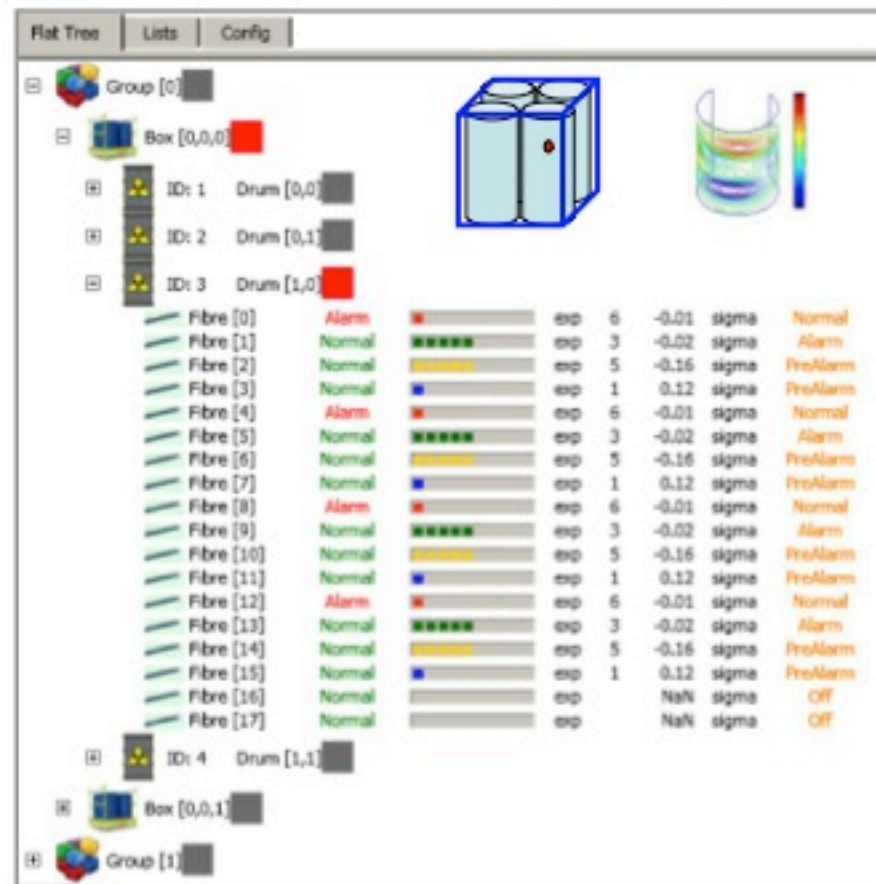 Flat Tree Lists Config
Group [0]
Box [0,0,0]
ID: 1 Drum [0,0]
ID: 2 Drum [0,1]
ID: 3 Drum [1,0]
Fibre [0] Alarm exp 6 -0.01 sigma Normal
Fibre [1] Normal exp 3 -0.02 sigma Alarm
Fibre [2] Normal exp 5 -0.16 sigma PreAlarm
Fibre [3] Normal exp 1 0.12 sigma PreAlarm
Fibre [4] Alarm exp 6 -0.01 sigma Normal
Fibre [5] Normal exp 3 -0.02 sigma Alarm
Fibre [6] Normal exp 5 -0.16 sigma PreAlarm
Fibre [7] Normal exp 1 0.12 sigma PreAlarm
Fibre [8] Alarm exp 6 -0.01 sigma Normal
Fibre [9] Normal exp 3 -0.02 sigma Alarm
Fibre [10] Normal exp 5 -0.16 sigma PreAlarm
Fibre [11] Normal exp 1 0.12 sigma PreAlarm
Fibre [12] Alarm exp 6 -0.01 sigma Normal
Fibre [13] Normal exp 3 -0.02 sigma Alarm
Fibre [14] Normal exp 5 -0.16 sigma PreAlarm
Fibre [15] Normal exp 1 0.12 sigma PreAlarm
Fibre [16] Normal exp NaN sigma Off
Fibre [17] Normal exp NaN sigma Off
ID: 4 Drum [1,1]
Box [0,0,1]
Group [1]